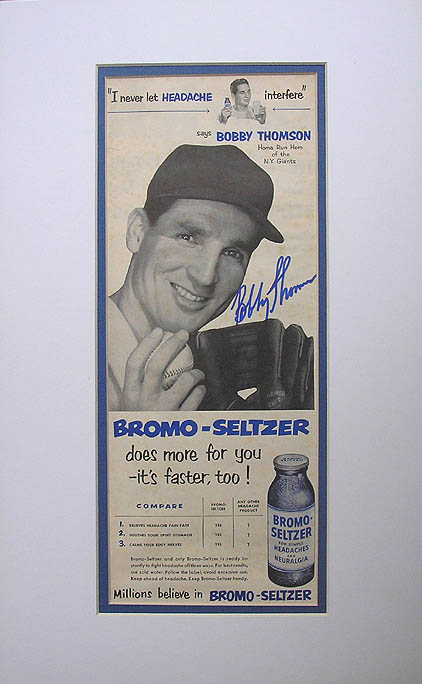 "I never let HEADACHE interfere"
says BOBBY THOMSON
Home Run Hero
of the
N.Y. Giants
Bobby Thomson
BROMO-SELTZER
does more for you
-it's faster, too!
COMPARE
BROMO-SELTZER
ANY OTHER HEADACHE PRODUCT
1. RELIEVES HEADACHE PAIN FAST YES ?
2. SOOTHES YOUR UPSET STOMACH YES ?
3. CALMS YOUR EDGY NERVES YES ?
Bromo-Seltzer and only Bromo-Seltzer is ready in-
stantly to fight headache all three ways. For best results,
use cold water. Follow the label, avoid excessive use.
Keep ahead of headache. Keep Bromo-Seltzer handy.
BROMO-
SELTZER
FOR SIMPLE
HEADACHES
AND
NEURALGIA
Millions believe in BROMO-SELTZER